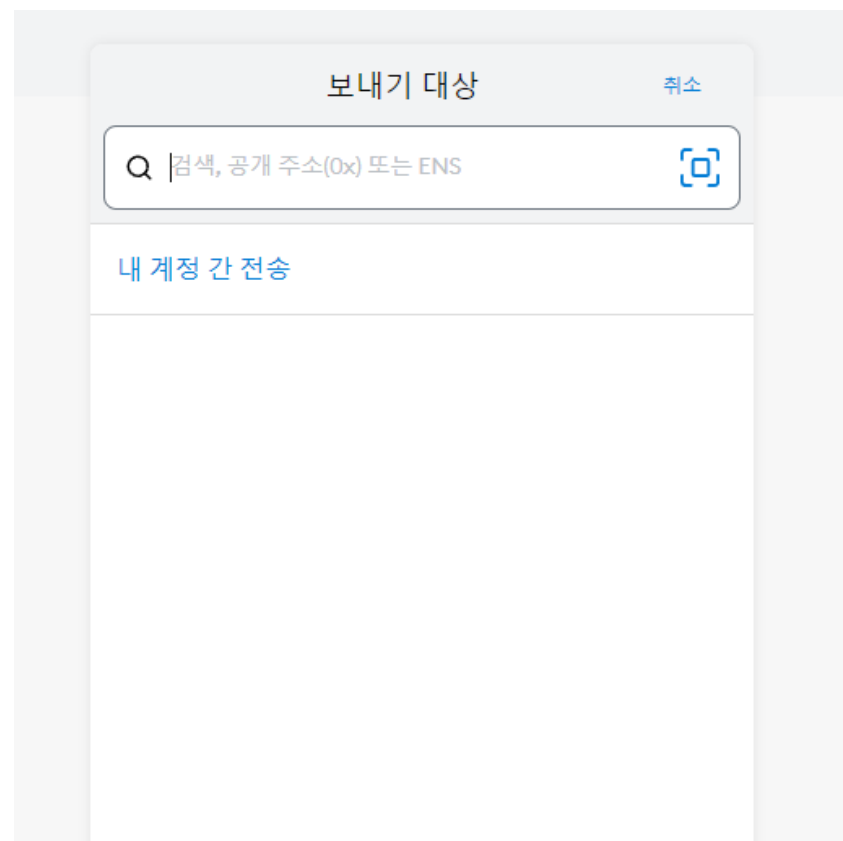 보내기 대상
취소
검색, 공개 주소(0x) 또는 ENS
내 계정 간 전송